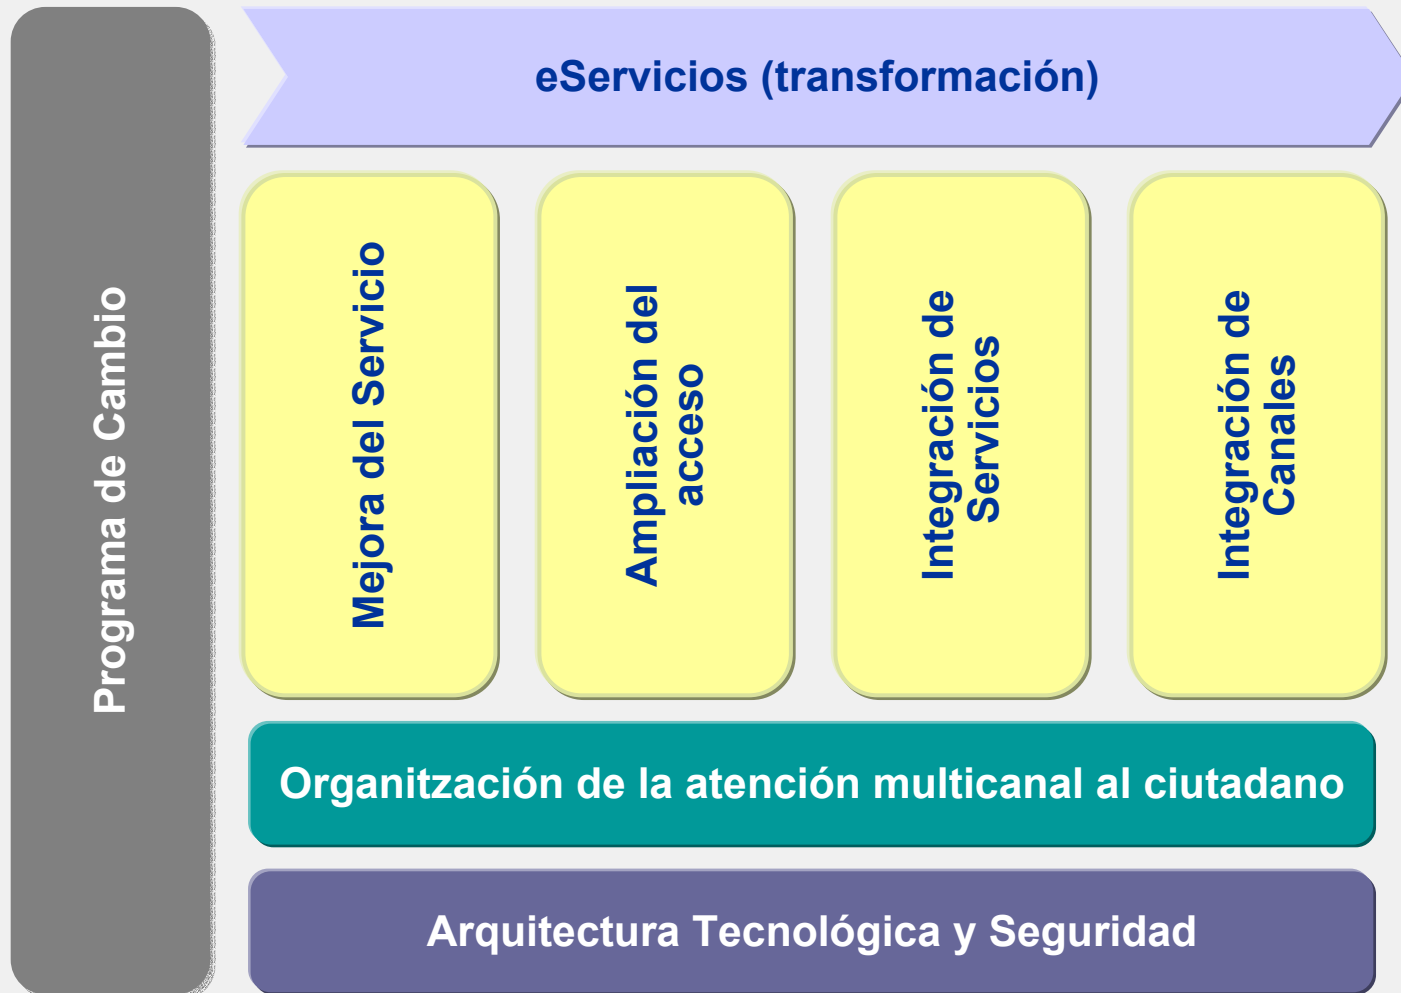 Programa de Cambio
eServicios (transformación)
Mejora del Servicio
Ampliación del
acceso
Integración de
Servicios
Integración de
Canales
Organitzación de la atención multicanal al ciutadano
Arquitectura Tecnológica y Seguridad